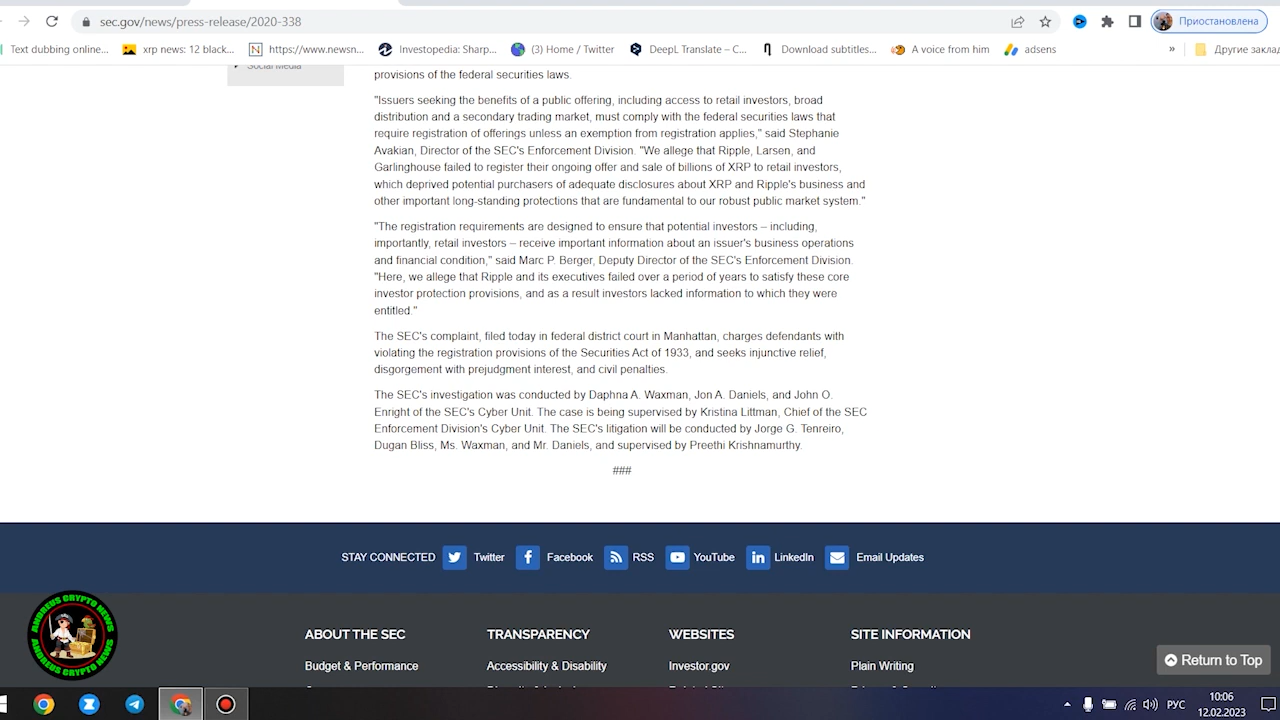 sec.gov/news/press-release/2020-338
Приостановлена
Text dubbing online...
xrp news: 12 black...
https://www.newsn...
Investopedia: Sharp...
(3) Home / Twitter
DeepL Translate – C...
Download subtitles...
A voice from him
adsens
»
Другие заклад
Social Media
provisions of the federal securities laws.
"Issuers seeking the benefits of a public offering, including access to retail investors, broad
distribution and a secondary trading market, must comply with the federal securities laws that
require registration of offerings unless an exemption from registration applies," said Stephanie
Avakian, Director of the SEC's Enforcement Division. "We allege that Ripple, Larsen, and
Garlinghouse failed to register their ongoing offer and sale of billions of XRP to retail investors,
which deprived potential purchasers of adequate disclosures about XRP and Ripple's business and
other important long-standing protections that are fundamental to our robust public market system."
"The registration requirements are designed to ensure that potential investors – including,
importantly, retail investors – receive important information about an issuer's business operations
and financial condition," said Marc P. Berger, Deputy Director of the SEC's Enforcement Division.
"Here, we allege that Ripple and its executives failed over a period of years to satisfy these core
investor protection provisions, and as a result investors lacked information to which they were
entitled."
The SEC's complaint, filed today in federal district court in Manhattan, charges defendants with
violating the registration provisions of the Securities Act of 1933, and seeks injunctive relief,
disgorgement with prejudgment interest, and civil penalties.
The SEC's investigation was conducted by Daphna A. Waxman, Jon A. Daniels, and John O.
Enright of the SEC's Cyber Unit. The case is being supervised by Kristina Littman, Chief of the SEC
Enforcement Division's Cyber Unit. The SEC's litigation will be conducted by Jorge G. Tenreiro,
Dugan Bliss, Ms. Waxman, and Mr. Daniels, and supervised by Preethi Krishnamurthy.
###
STAY CONNECTED
Twitter
Facebook
RSS
YouTube
LinkedIn
Email Updates
ANDREUS CRYPTO NEWS
ANDREUS CRYPTO NEWS
ABOUT THE SEC
TRANSPARENCY
WEBSITES
SITE INFORMATION
Budget & Performance
Accessibility & Disability
Investor.gov
Plain Writing
Return to Top
РУС
10:06
12.02.2023